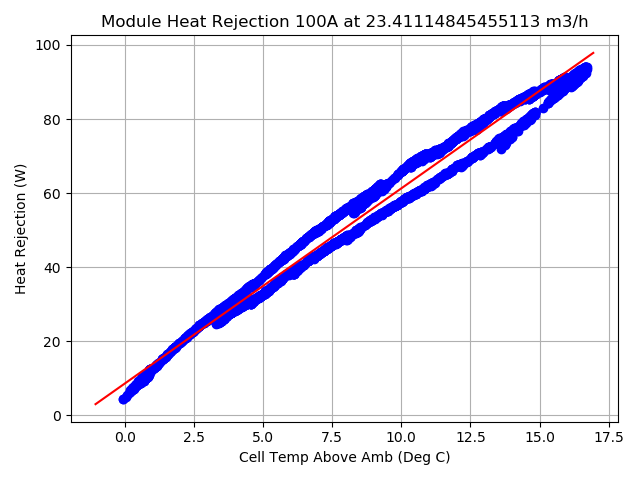 Module Heat Rejection 100A at 23.41114845455113 m3/h
100
80
60
40
20
0
Heat Rejection (W)
0.0 2.5 5.0 7.5 10.0 12.5 15.0 17.5
Cell Temp Above Amb (Deg C)